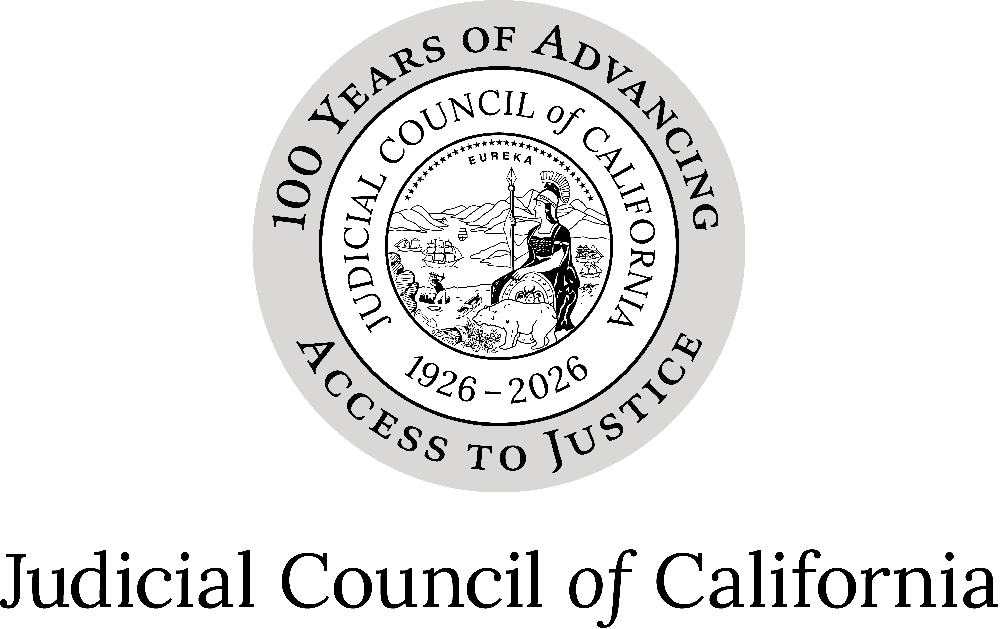 100 YEARS OF ADVANCING
JUDICIAL COUNCIL of CALIFORNIA
EUREKA
1926–2026
ACCESS TO JUSTICE
Judicial Council of California